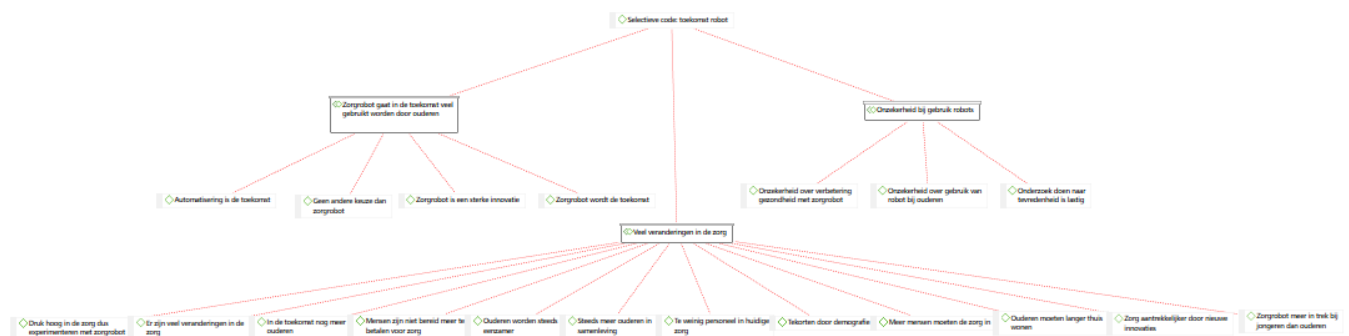 Selectieve code: toekomst robot
Zorgrobot gaat in de toekomst veel
gebruikt worden door ouderen
Onzekerheid bij gebruik robots
Automatisering is de toekomst
Geen andere keuze dan
zorgrobot
Zorgrobot is een sterke innovatie
Zorgrobot wordt de toekomst
Onzekerheid over verbetering
gezondheid met zorgrobot
Onzekerheid over gebruik van
robot bij ouderen
Onderzoek doen naar
tevredenheid is lastig
Veel veranderingen in de zorg
Druk hoog in de zorg dus
experimenteren met zorgrobot
Er zijn veel veranderingen in de
zorg
In de toekomst nog meer
ouderen
Mensen zijn niet bereid meer te
betalen voor zorg
Ouderen worden steeds
eenzamer
Steeds meer ouderen in
samenleving
Te weinig personeel in huidige
zorg
Tekorten door demografie
Meer mensen moeten de zorg in
Ouderen moeten langer thuis
wonen
Zorg aantrekkelijker door nieuwe
innovaties
Zorgrobot meer in trek bij
jongeren dan ouderen